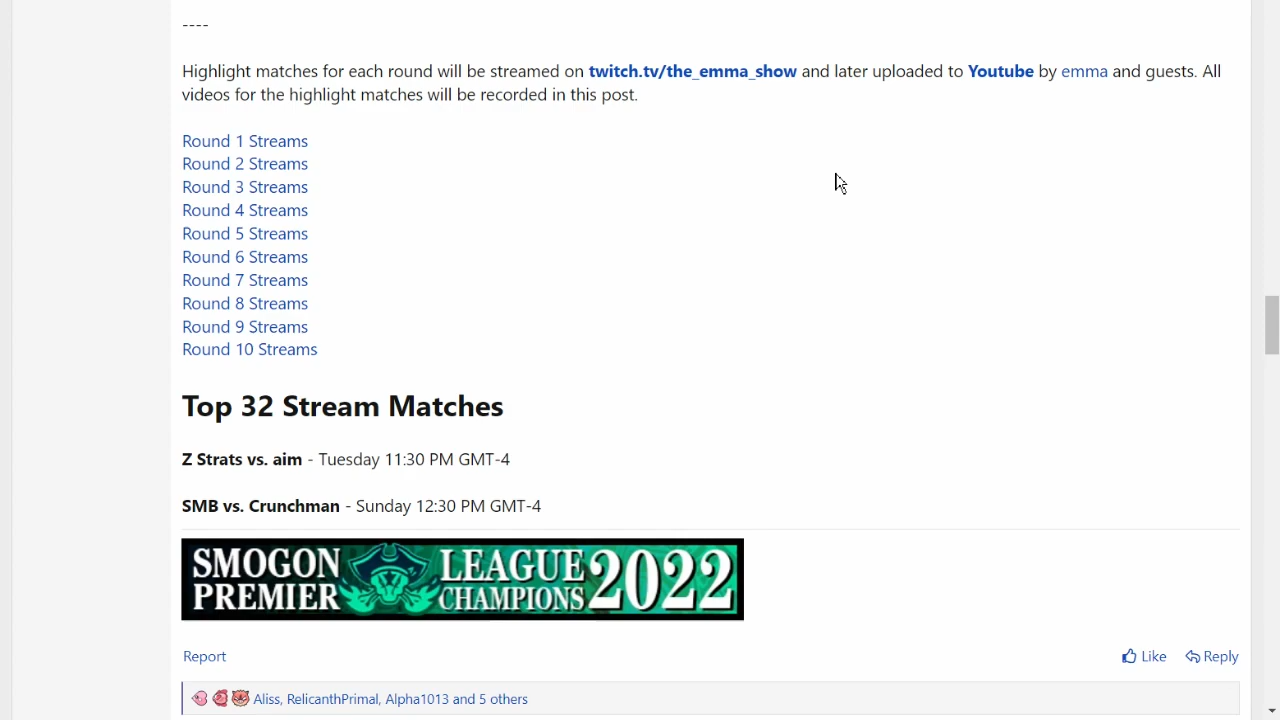 ----
Highlight matches for each round will be streamed on twitch.tv/the_emma_show and later uploaded to Youtube by emma and guests. All
videos for the highlight matches will be recorded in this post.
Round 1 Streams
Round 2 Streams
Round 3 Streams
Round 4 Streams
Round 5 Streams
Round 6 Streams
Round 7 Streams
Round 8 Streams
Round 9 Streams
Round 10 Streams
Top 32 Stream Matches
Z Strats vs. aim - Tuesday 11:30 PM GMT-4
SMB vs. Crunchman - Sunday 12:30 PM GMT-4
SMOGON LEAGUE 2022
PREMIER CHAMPIONS
Report Like Reply
Aliss, RelicanthPrimal, Alpha1013 and 5 others